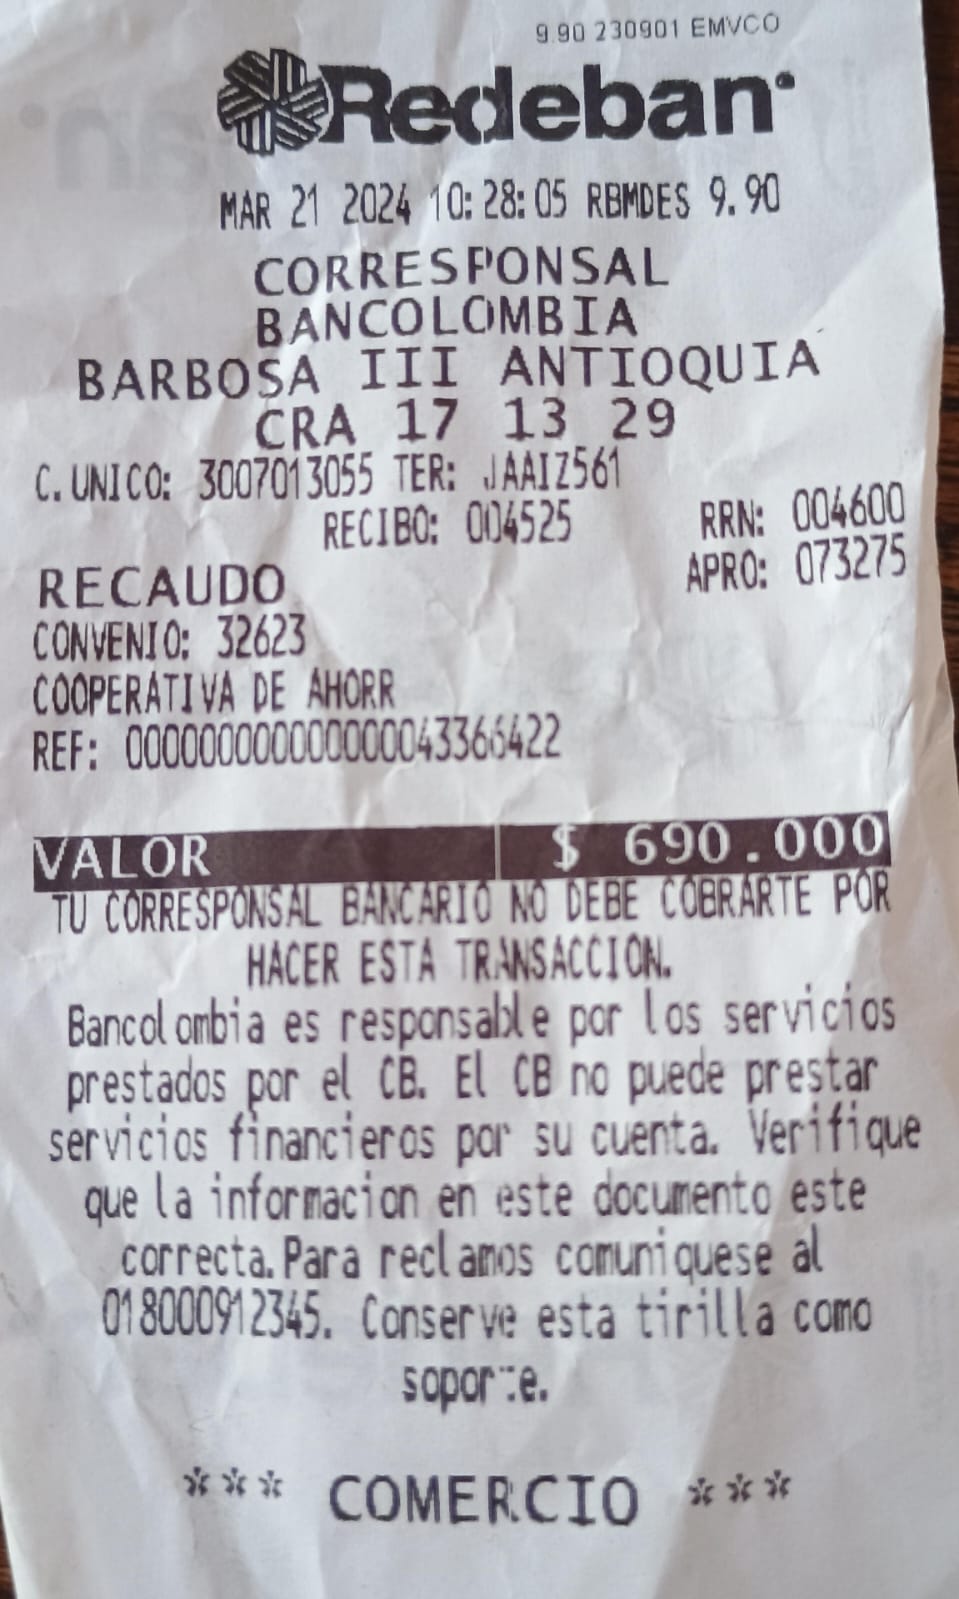 9.90 230901 EMVCO
Redeban
MAR 21 2024 10:28:05 RBMDES 9.90
CORRESPONSAL
BANCOLOMBIA
BARBOSA III ANTIOQUIA
CRA 17 13 29
C. UNICO: 3007013055 TER: JAAIZ561
RECIBO: 004525 RRN: 004600
APRO: 073275
RECAUDO
CONVENIO: 32623
COOPERATIVA DE AHORR
REF: 000000000000000043366422
VALOR $ 690.000
TU CORRESPONSAL BANCARIO NO DEBE COBRARTE POR
HACER ESTA TRANSACCION.
Bancolombia es responsable por los servicios
prestados por el CB. El CB no puede prestar
servicios financieros por su cuenta. Verifique
que la informacion en este documento este
correcta. Para reclamos comuniquese al
018000912345. Conserve esta tirilla como
soporte.
*** COMERCIO ***